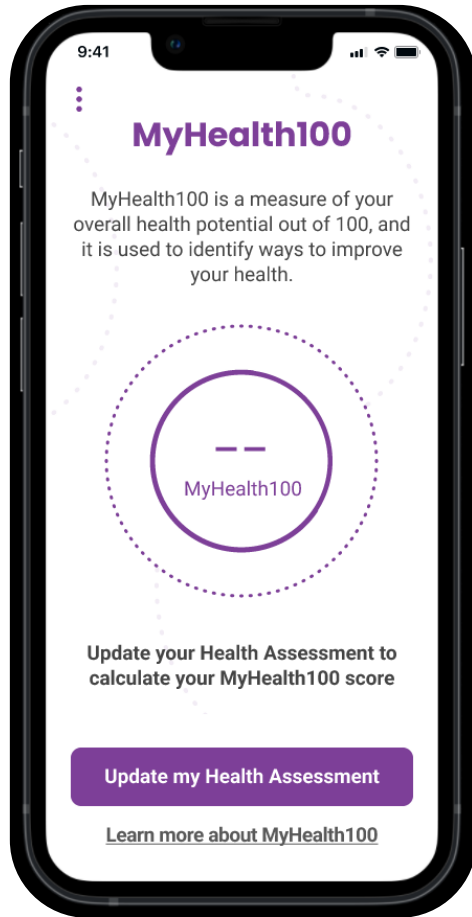 9:41
MyHealth100
MyHealth100 is a measure of your
overall health potential out of 100, and
it is used to identify ways to improve
your health.
--
MyHealth100
Update your Health Assessment to
calculate your MyHealth100 score
Update my Health Assessment
Learn more about MyHealth100